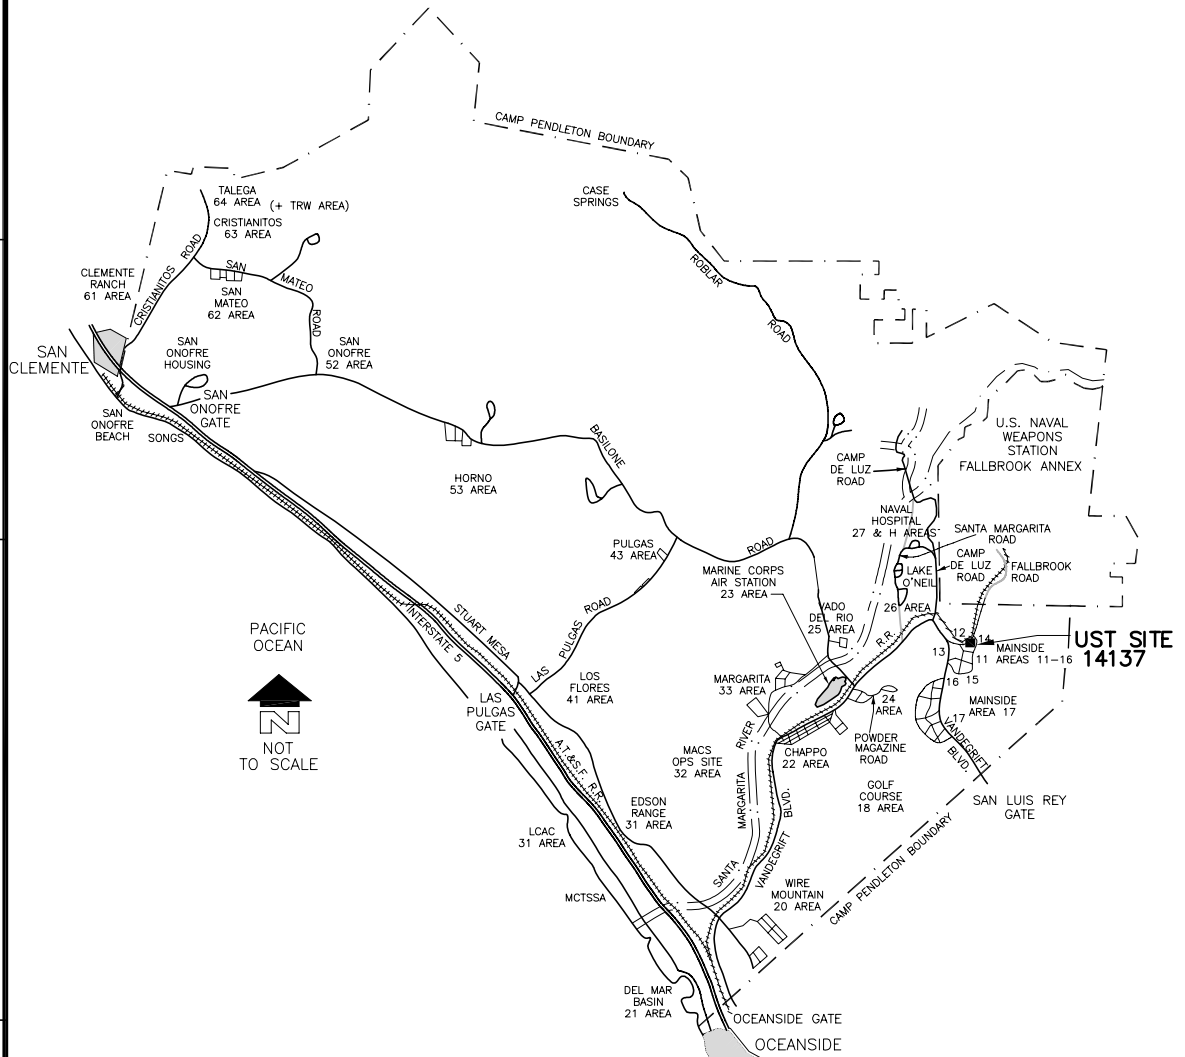 CAMP PENDLETON BOUNDARY
TALEGA
64 AREA
(+ TRW AREA)
CRISTIANITOS
63 AREA
CASE
SPRINGS
CRISTIANITOS ROAD
SAN MATEO ROAD
ROBLAR ROAD
CLEMENTE
RANCH
61 AREA
SAN
MATEO
62 AREA
SAN
CLEMENTE
SAN
ONOFRE
HOUSING
SAN
ONOFRE
52 AREA
SAN
ONOFRE
GATE
SAN
ONOFRE
BEACH
SONGS
BASILONE ROAD
HORNO
53 AREA
U.S. NAVAL
WEAPONS
STATION
FALLBROOK ANNEX
CAMP
DE LUZ
ROAD
NAVAL
HOSPITAL
27 & H AREAS
SANTA MARGARITA
ROAD
CAMP
DE LUZ
ROAD
FALLBROOK
ROAD
LAKE
O'NEIL
26 AREA
PULGAS
43 AREA
MARINE CORPS
AIR STATION
23 AREA
VADO
DEL RIO
25 AREA
R.R.
12
14
13
11
MAINSIDE
AREAS 11-16
16
15
UST SITE
14137
MAINSIDE
AREA 17
17
VANDEGRIFT
BLVD.
LAS PULGAS ROAD
STUART MESA
INTERSTATE 5
PACIFIC
OCEAN
N
NOT
TO SCALE
LOS
FLORES
41 AREA
MARGARITA
33 AREA
24
AREA
POWDER
MAGAZINE
ROAD
LAS
PULGAS
GATE
A.T.&S.F. R.R.
MACS
OPS SITE
32 AREA
CHAPPO
22 AREA
GOLF
COURSE
18 AREA
SAN LUIS REY
GATE
SANTA MARGARITA RIVER
VANDEGRIFT BLVD.
EDSON
RANGE
31 AREA
LCAC
31 AREA
MCTSSA
WIRE
MOUNTAIN
20 AREA
CAMP PENDLETON BOUNDARY
DEL MAR
BASIN
21 AREA
OCEANSIDE GATE
OCEANSIDE